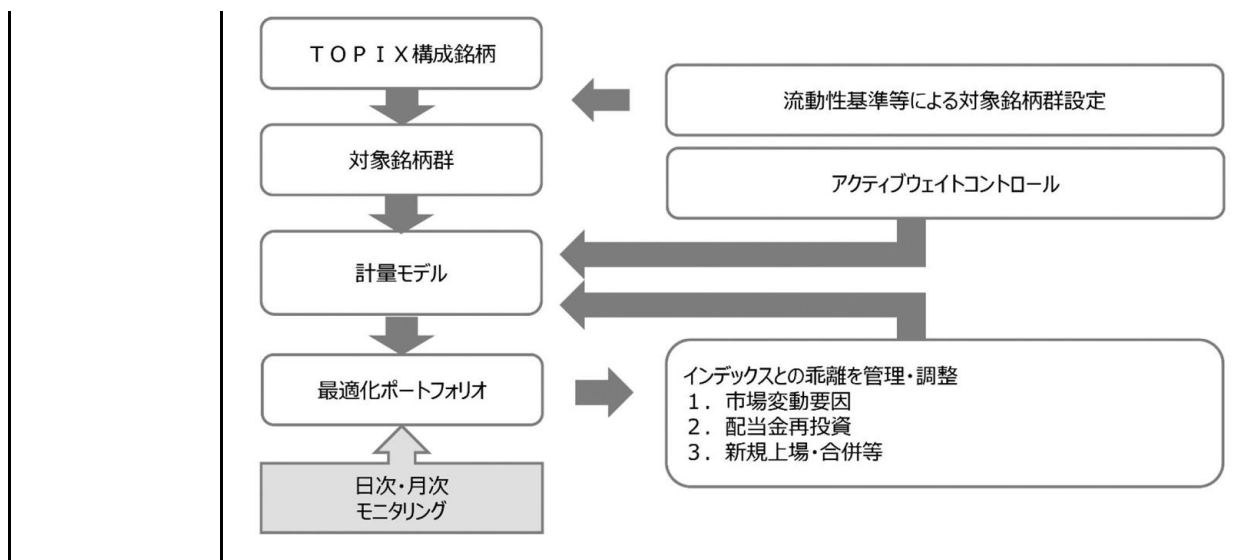 TOPIX構成銘柄
流動性基準等による対象銘柄群設定
対象銘柄群
アクティブウェイトコントロール
計量モデル
最適化ポートフォリオ
インデックスとの乖離を管理・調整
1. 市場変動要因
2. 配当金再投資
3. 新規上場・合併等
日次・月次
モニタリング